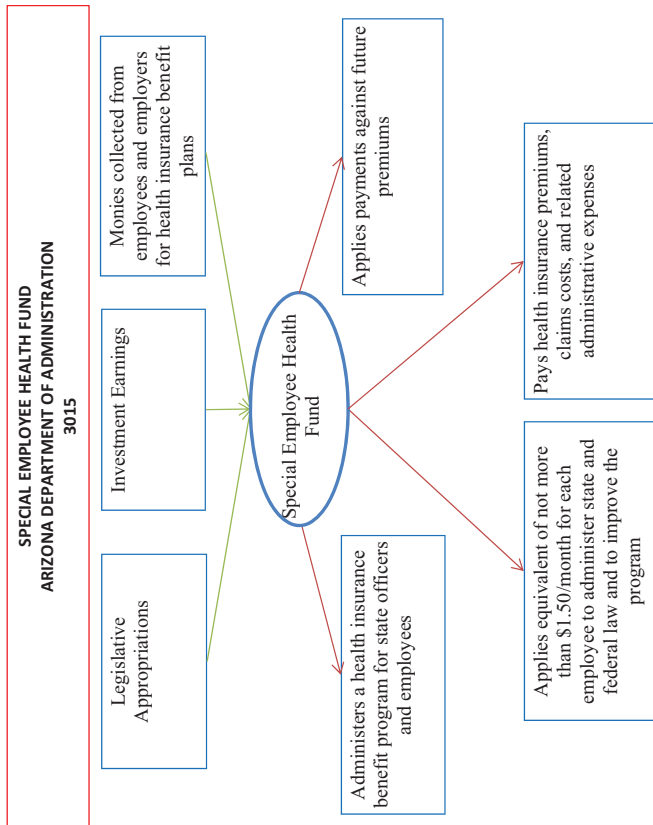 SPECIAL EMPLOYEE HEALTH FUND
ARIZONA DEPARTMENT OF ADMINISTRATION
3015
Legislative
Appropriations
Investment Earnings
Monies collected from
employees and employers
for health insurance benefit
plans
Special Employee Health
Fund
Administers a health insurance
benefit program for state officers
and employees
Applies payments against future
premiums
Applies equivalent of not more
than $1.50/month for each
employee to administer state and
federal law and to improve the
program
Pays health insurance premiums,
claims costs, and related
administrative expenses